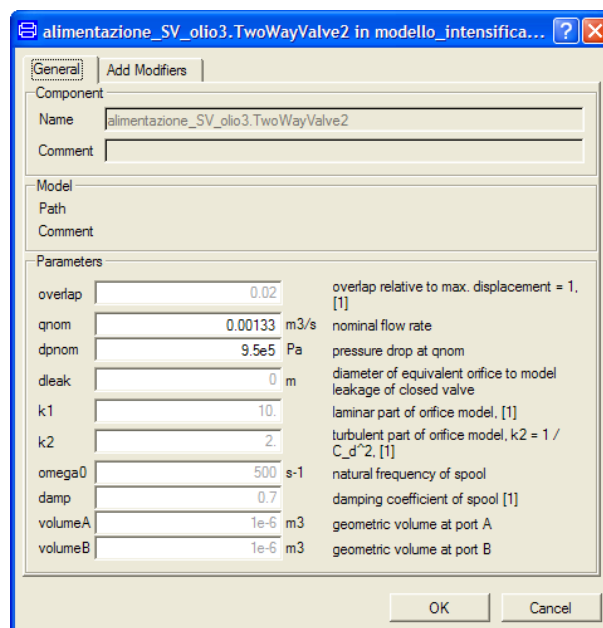 alimentazione_SV_olio3.TwoWayValve2 in modello_intensifica...
General
Add Modifiers
Component
Name alimentazione_SV_olio3.TwoWayValve2
Comment
Model
Path
Comment
Parameters
overlap 0.02 overlap relative to max. displacement = 1,
[1]
qnom 0.00133 m3/s nominal flow rate
dpnom 9.5e5 Pa pressure drop at qnom
dleak 0 m diameter of equivalent orifice to model
leakage of closed valve
k1 10. laminar part of orifice model, [1]
k2 2. turbulent part of orifice model, k2 = 1 /
C_d^2, [1]
omega0 500 s-1 natural frequency of spool
damp 0.7 damping coefficient of spool [1]
volumeA 1e-6 m3 geometric volume at port A
volumeB 1e-6 m3 geometric volume at port B
OK
Cancel